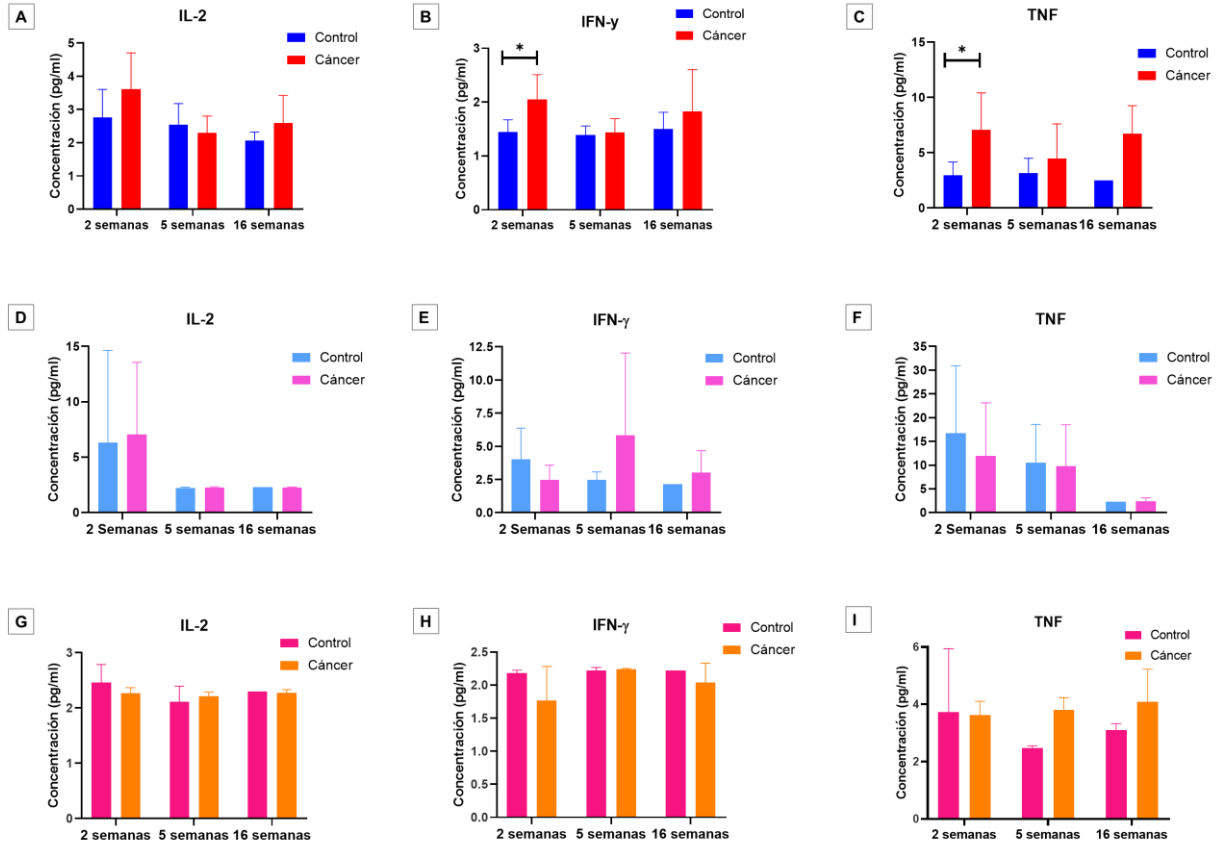 A
IL-2
Control
Cáncer
Concentración (pg/ml)
5
4
3
2
1
0
2 semanas
5 semanas
16 semanas
B
IFN-y
Control
Cáncer
Concentración (pg/ml)
3
2
1
0
*
2 semanas
5 semanas
16 semanas
C
TNF
Control
Cáncer
Concentración (pg/ml)
15
10
5
0
*
2 semanas
5 semanas
16 semanas
D
IL-2
Control
Cáncer
Concentración (pg/ml)
15
10
5
0
2 Semanas
5 semanas
16 semanas
E
IFN-γ
Control
Cáncer
Concentración (pg/ml)
12.5
10.0
7.5
5.0
2.5
0.0
2 Semanas
5 semanas
16 semanas
F
TNF
Control
Cáncer
Concentración (pg/ml)
35
30
25
20
15
10
5
0
2 Semanas
5 semanas
16 semanas
G
IL-2
Control
Cáncer
Concentración (pg/ml)
3
2
1
0
2 semanas
5 semanas
16 semanas
H
IFN-γ
Control
Cáncer
Concentración (pg/ml)
2.5
2.0
1.5
1.0
0.5
0.0
2 semanas
5 semanas
16 semanas
I
TNF
Control
Cáncer
Concentración (pg/ml)
6
4
2
0
2 semanas
5 semanas
16 semanas